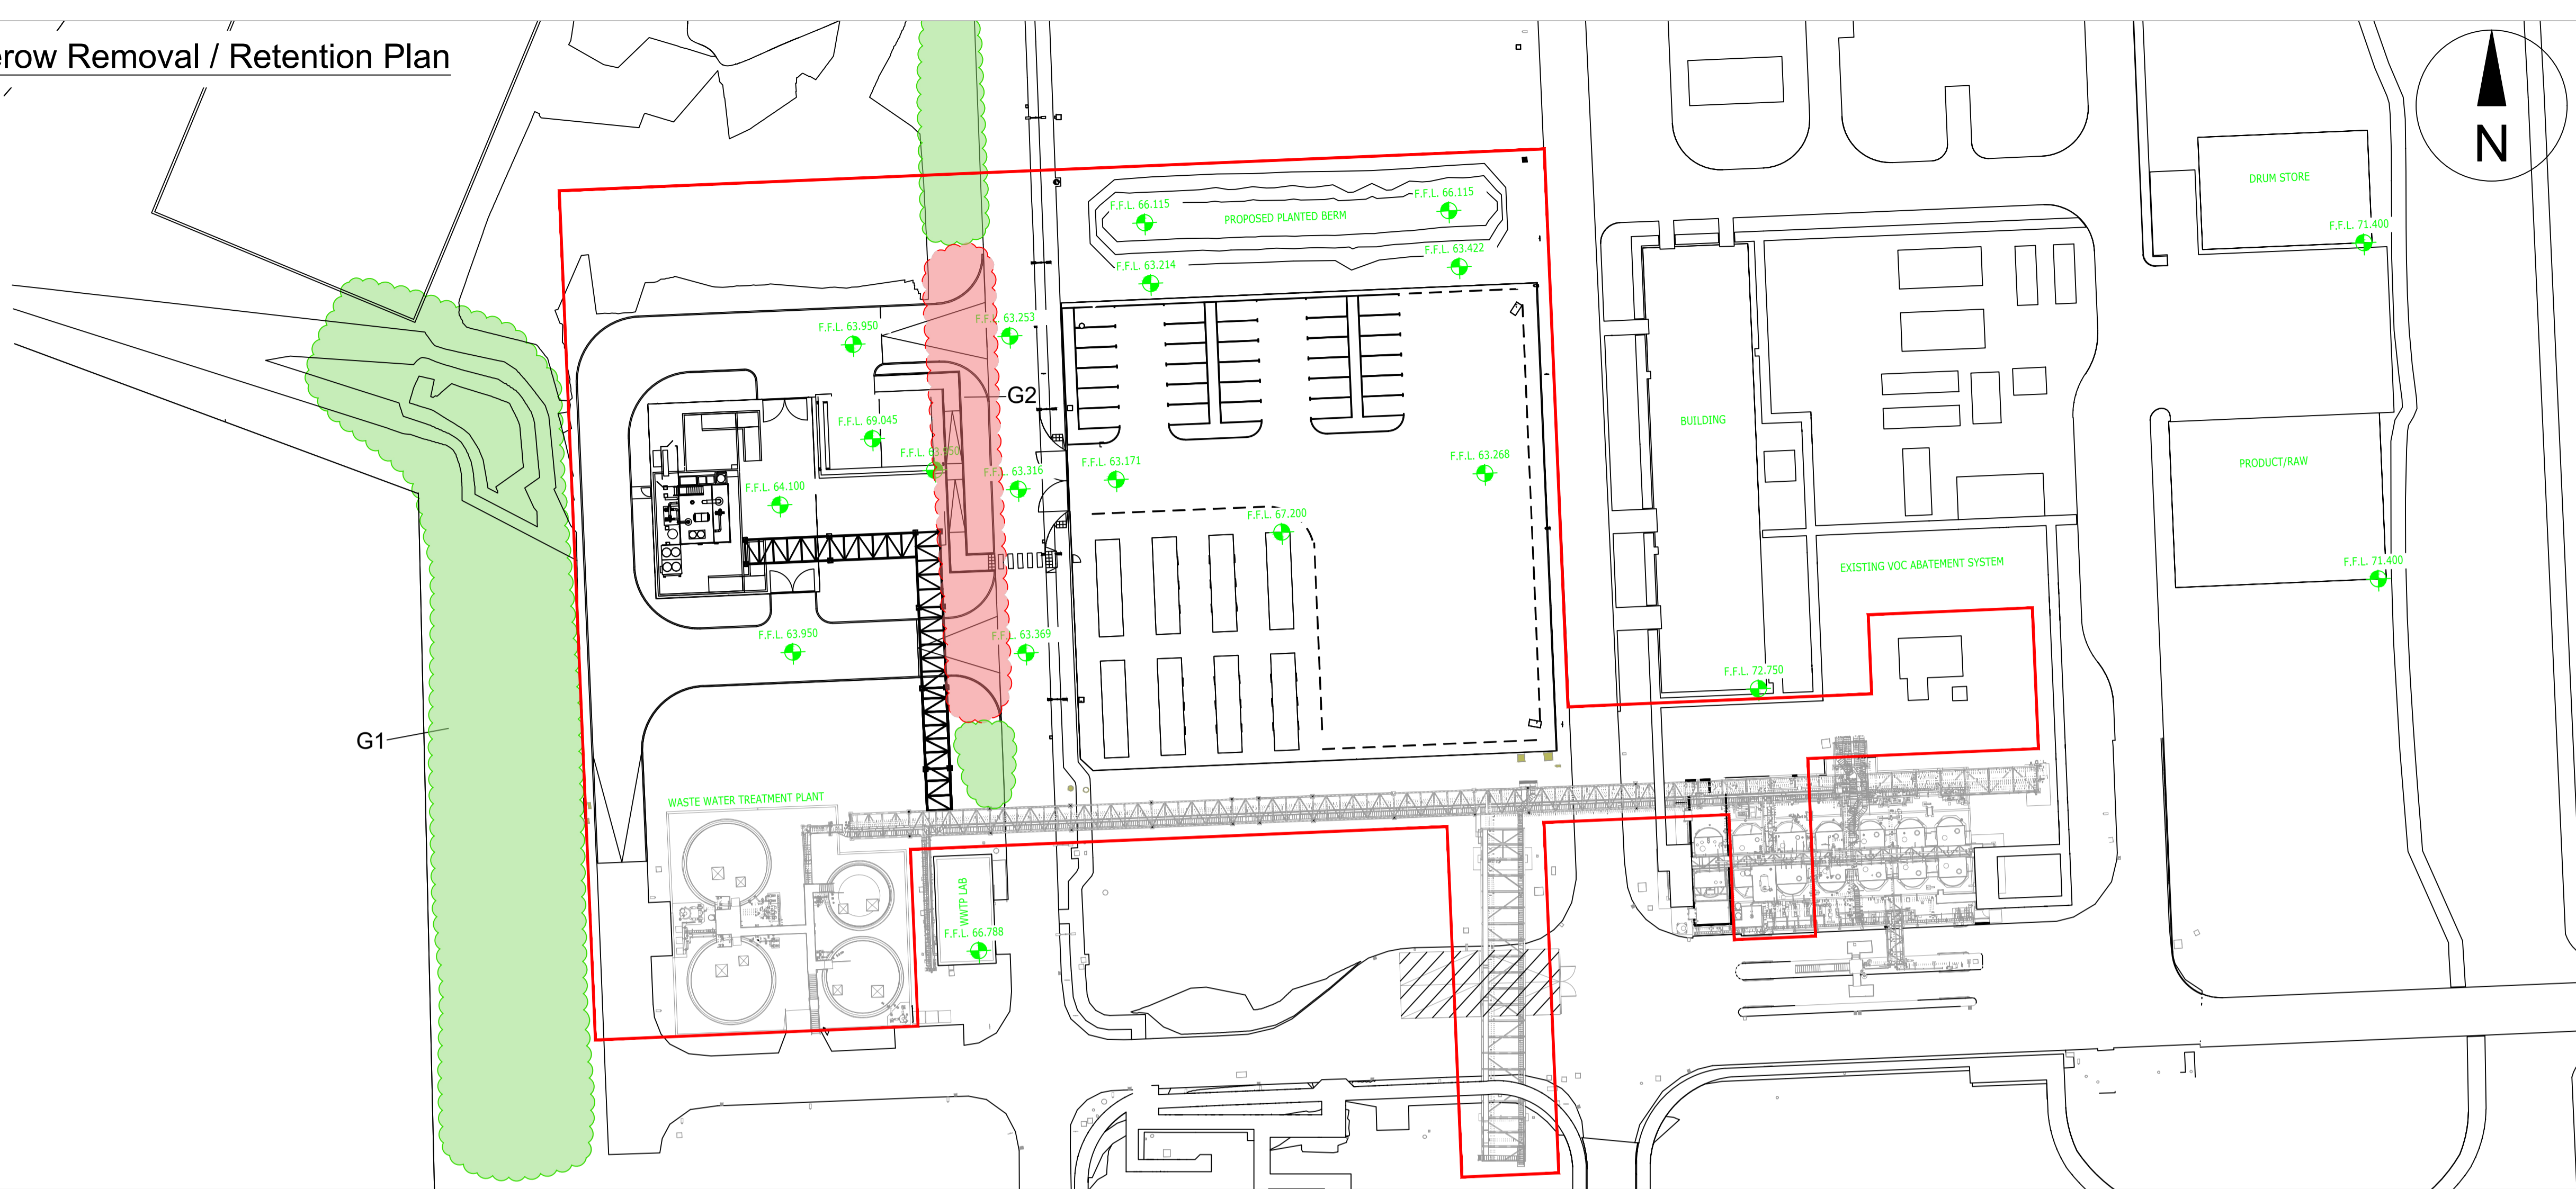 erow Removal / Retention Plan
N
DRUM STORE
F.F.L. 71.400
F.F.L. 66.115
F.F.L. 66.115
PROPOSED PLANTED BERM
F.F.L. 63.422
F.F.L. 63.214
F.F.L. 63.253
F.F.L. 63.950
G2
F.F.L. 69.045
BUILDING
F.F.L. 63.316
F.F.L. 63.171
F.F.L. 63.268
PRODUCT/RAW
F.F.L. 64.100
F.F.L. 67.200
EXISTING VOC ABATEMENT SYSTEM
F.F.L. 71.400
F.F.L. 63.950
F.F.L. 63.369
F.F.L. 72.750
G1
WASTE WATER TREATMENT PLANT
WWTP LAB
F.F.L. 66.788